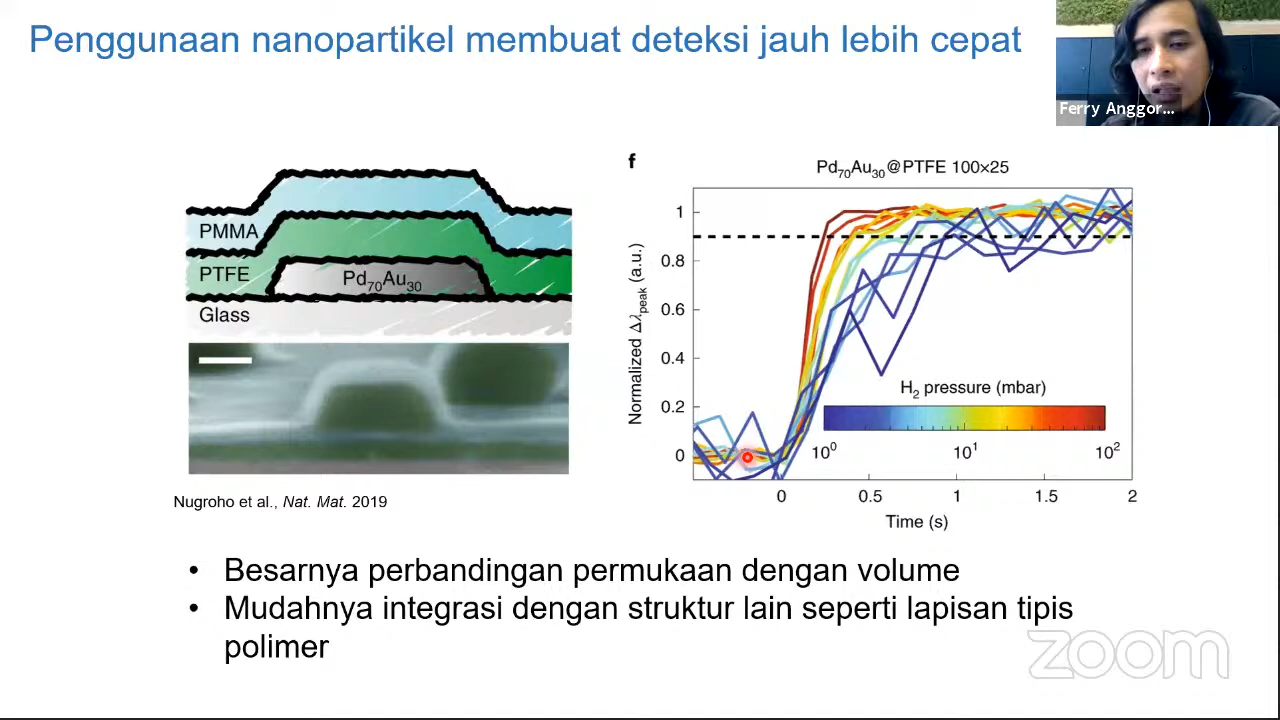 Penggunaan nanopartikel membuat deteksi jauh lebih cepat
Ferry Anggor...
PMMA
PTFE
Pd70Au30
Glass
Nugroho et al., Nat. Mat. 2019
f
Pd70Au30@PTFE 100×25
Normalized Δλpeak (a.u.)
1
0.8
0.6
0.4
0.2
0
H2 pressure (mbar)
10^0
10^1
10^2
0
0.5
1
1.5
2
Time (s)
• Besarnya perbandingan permukaan dengan volume
• Mudahnya integrasi dengan struktur lain seperti lapisan tipis
polimer
zoom